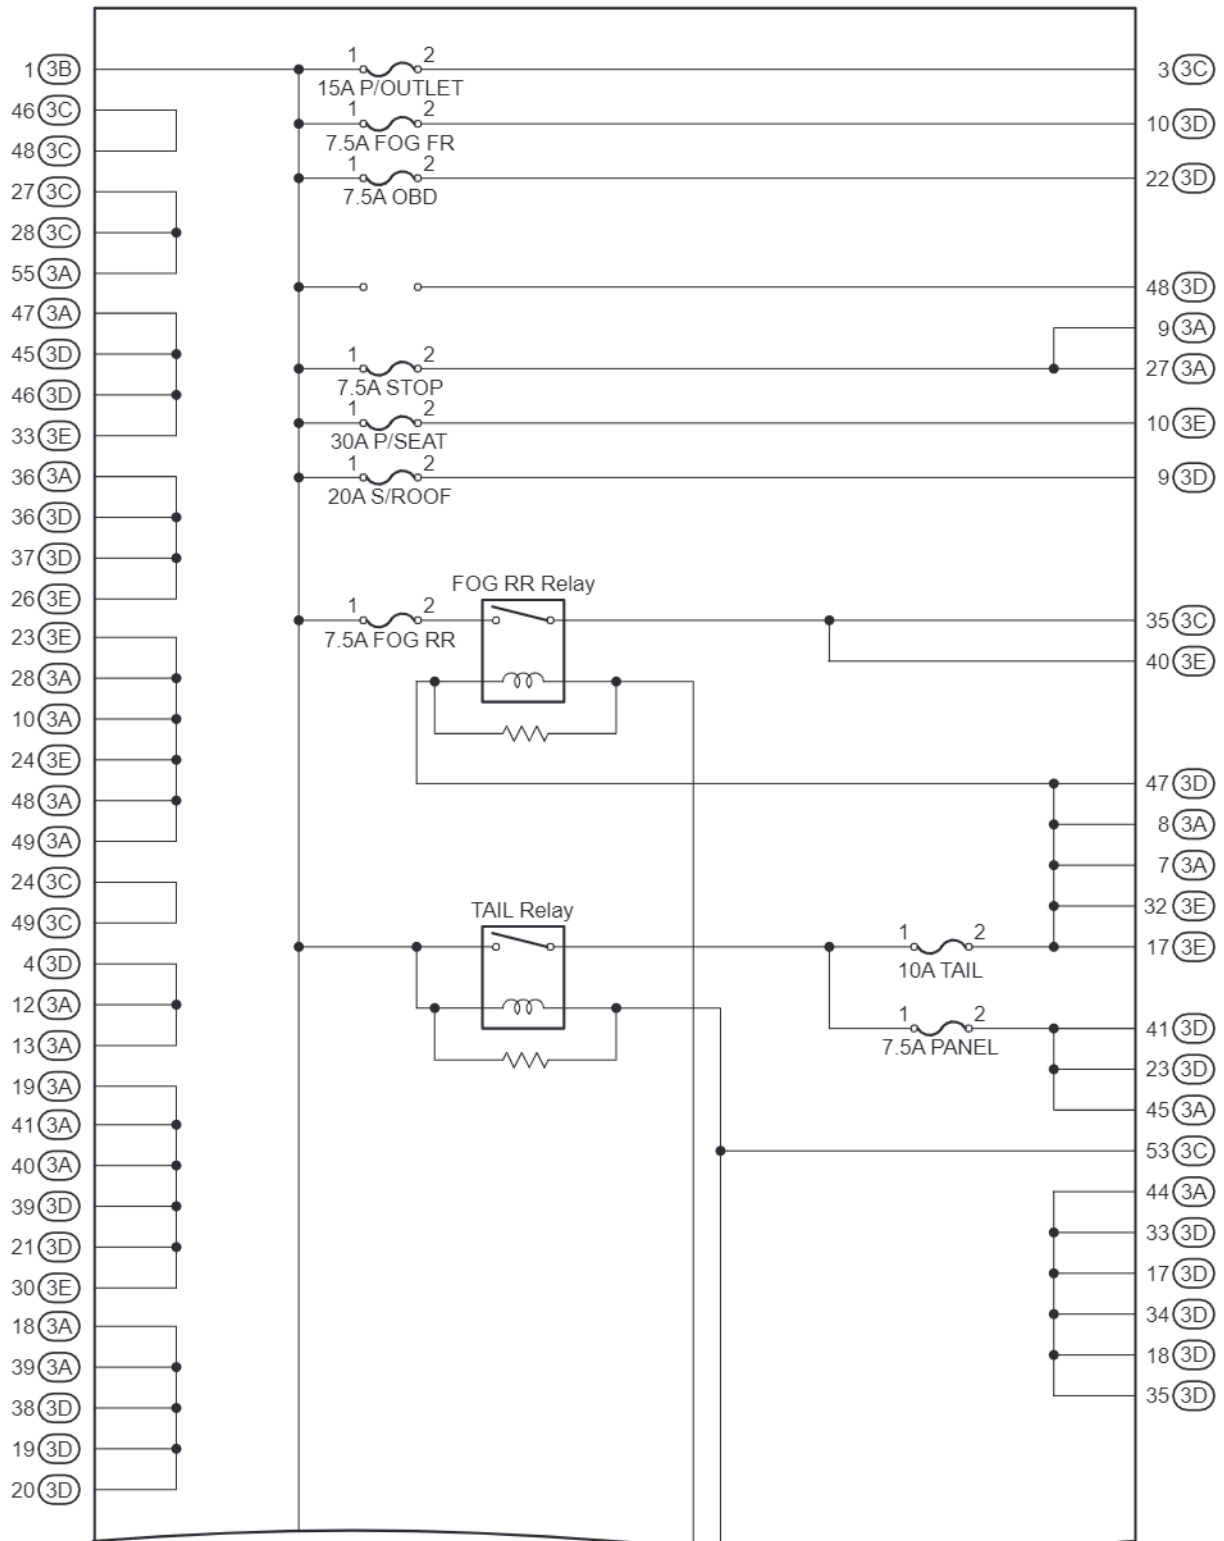 1 3B
1 2
15A P/OUTLET
3 3C
46 3C
1 2
7.5A FOG FR
10 3D
48 3C
1 2
7.5A OBD
22 3D
27 3C
28 3C
55 3A
48 3D
47 3A
9 3A
45 3D
1 2
7.5A STOP
27 3A
46 3D
1 2
30A P/SEAT
10 3E
33 3E
36 3A
1 2
20A S/ROOF
9 3D
36 3D
37 3D
FOG RR Relay
26 3E
1 2
7.5A FOG RR
35 3C
23 3E
40 3E
28 3A
10 3A
24 3E
47 3D
48 3A
8 3A
49 3A
7 3A
24 3C
32 3E
49 3C
TAIL Relay
1 2
10A TAIL
17 3E
4 3D
12 3A
1 2
7.5A PANEL
41 3D
13 3A
23 3D
19 3A
45 3A
41 3A
53 3C
40 3A
44 3A
39 3D
33 3D
21 3D
17 3D
30 3E
34 3D
18 3A
18 3D
39 3A
35 3D
38 3D
19 3D
20 3D